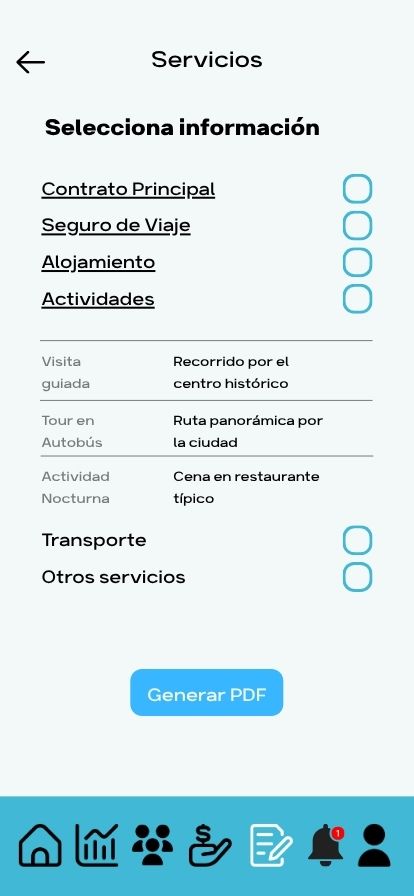 Servicios
Selecciona información
Contrato Principal
Seguro de Viaje
Alojamiento
Actividades
Visita guiada
Recorrido por el centro histórico
Tour en Autobús
Ruta panorámica por la ciudad
Actividad Nocturna
Cena en restaurante típico
Transporte
Otros servicios
Generar PDF
$
1